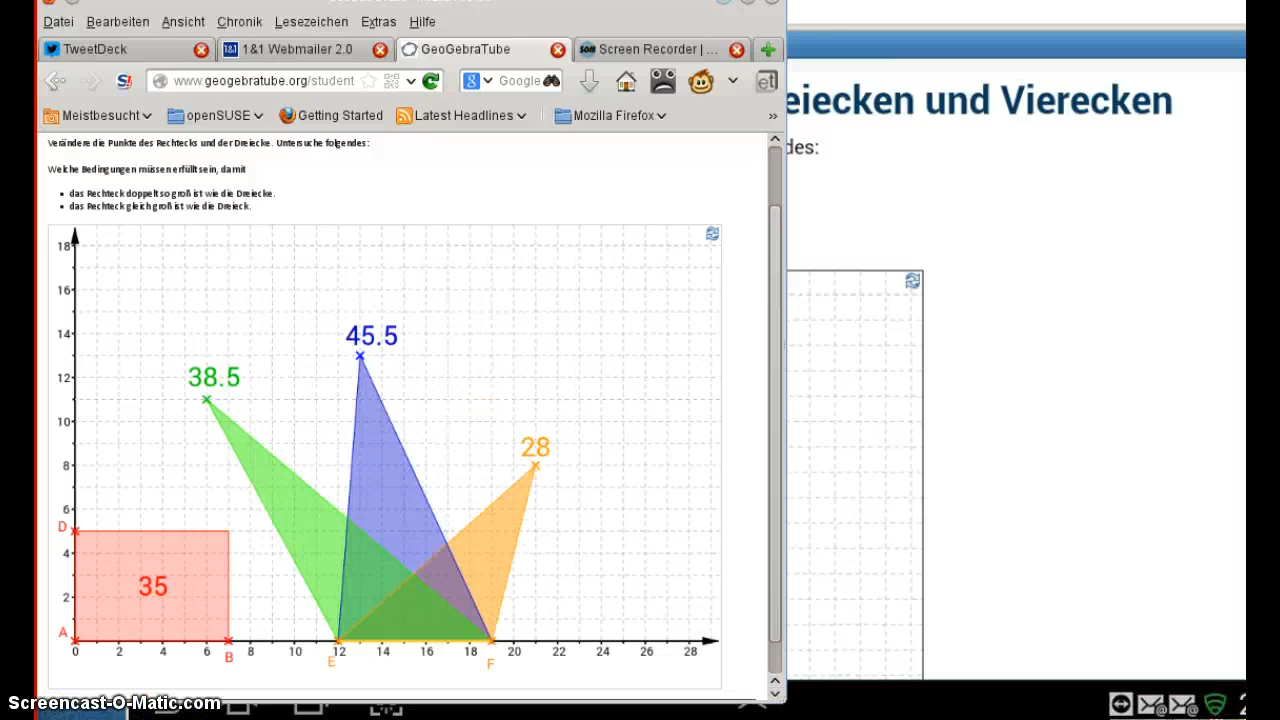 Datei Bearbeiten Ansicht Chronik Lesezeichen Extras Hilfe
TweetDeck 1&1 Webmailer 2.0 GeoGebraTube SOM Screen Recorder | ...
www.geogebratube.org/student Google
Meistbesucht openSUSE Getting Started Latest Headlines Mozilla Firefox »
eiecken und Vierecken
des:
Verändere die Punkte des Rechtecks und der Dreiecke. Untersuche folgendes:
Welche Bedingungen müssen erfüllt sein, damit
• das Rechteck doppelt so groß ist wie die Dreiecke.
• das Rechteck gleich groß ist wie die Dreieck.
18
16
14
12
10
8
6
4
2
45.5
38.5
28
D
35
A
0 2 4 6 8 10 12 14 16 18 20 22 24 26 28
B E F
Screencast-O-Matic.com